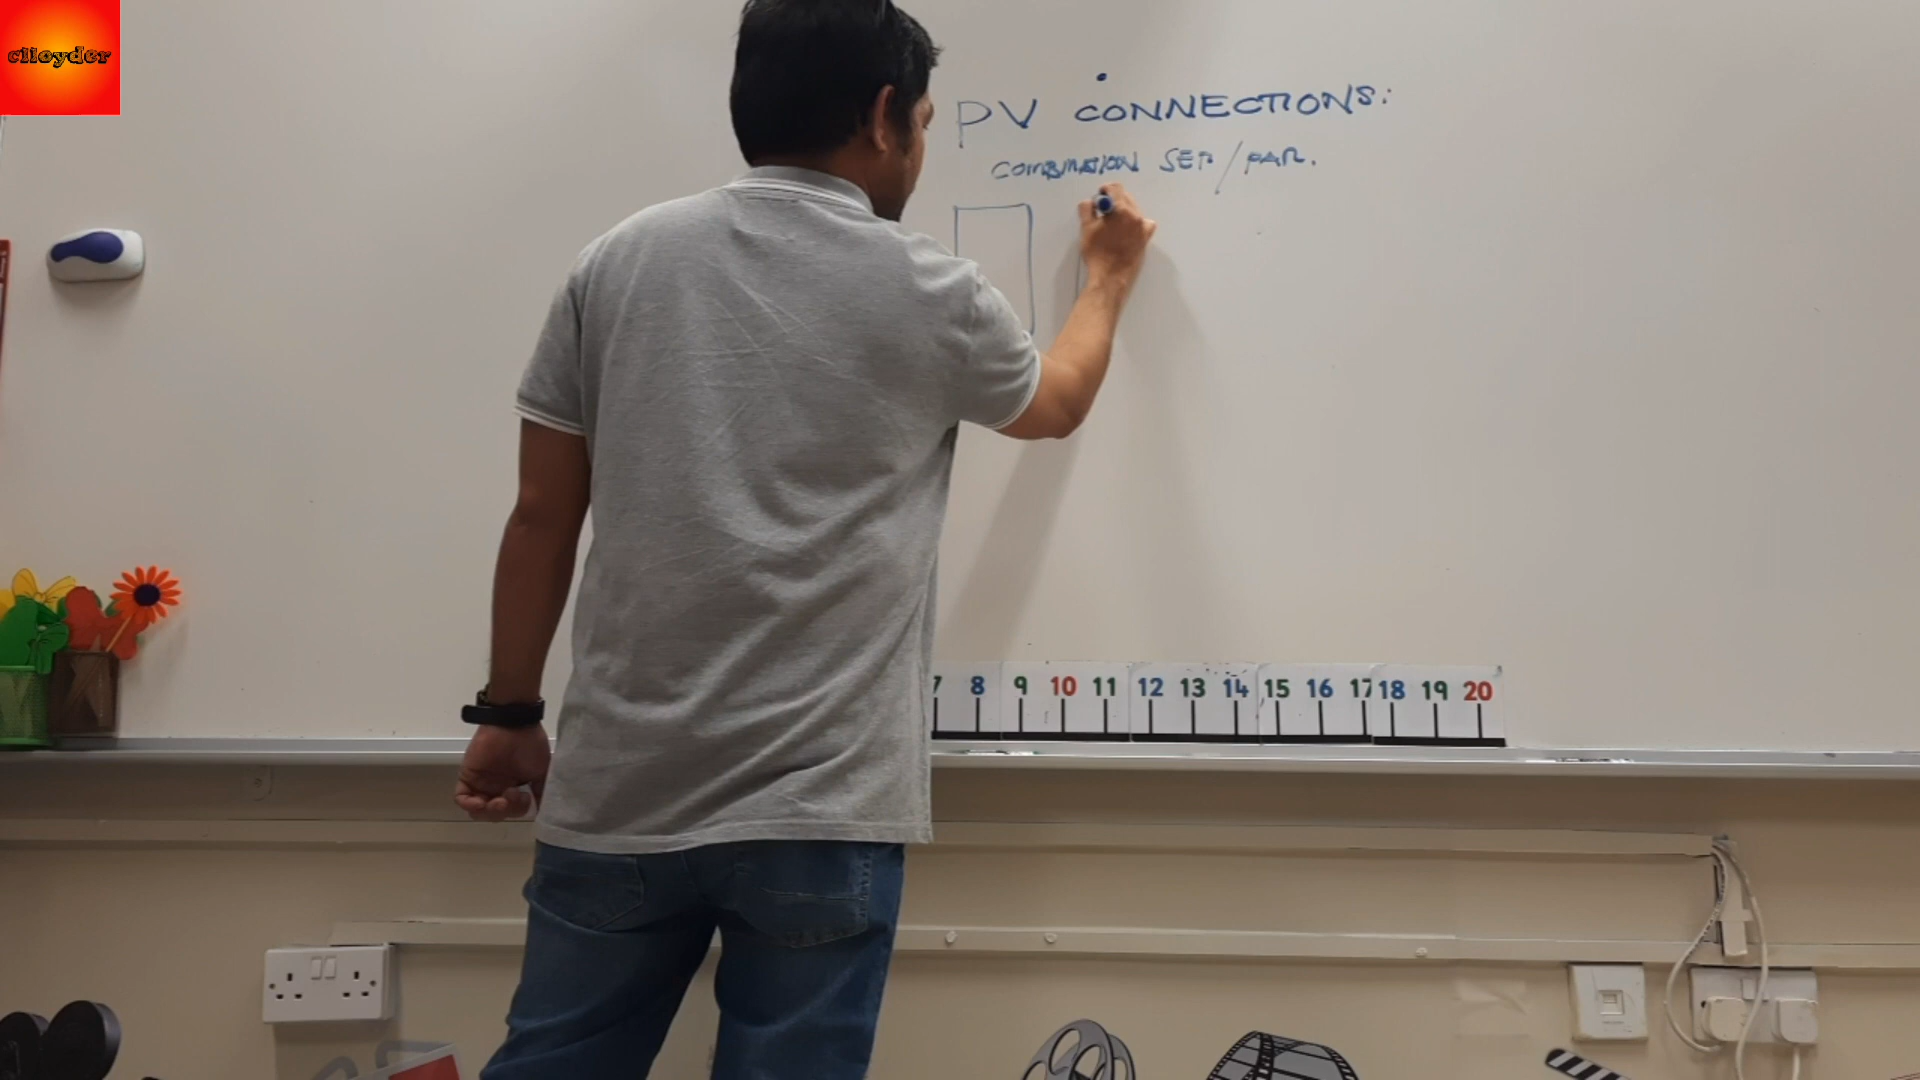 ciloyder
PV CONNECTIONS:
COMBINATION SER/PAR.
7 8 9 10 11 12 13 14 15 16 17 18 19 20